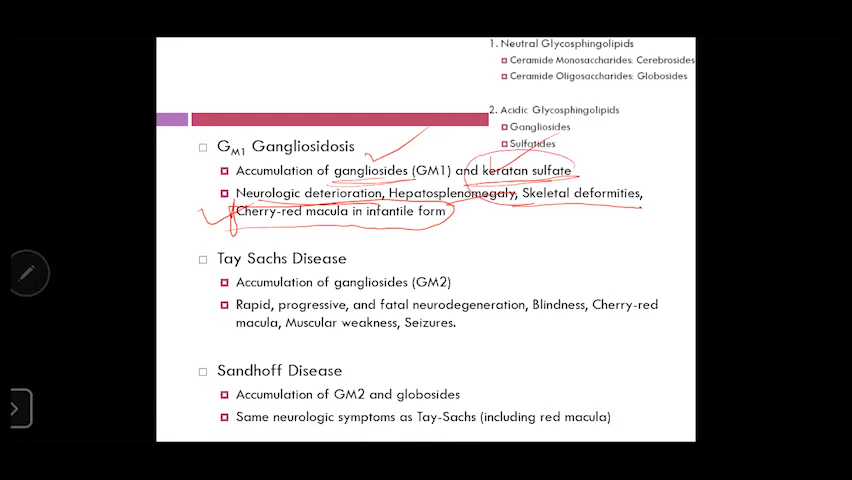 1. Neutral Glycosphingolipids
Ceramide Monosaccharides: Cerebrosides
Ceramide Oligosaccharides: Globosides
2. Acidic Glycosphingolipids
Gangliosides
Sulfatides
GM1 Gangliosidosis
Accumulation of gangliosides (GM1) and keratan sulfate
Neurologic deterioration, Hepatosplenomegaly, Skeletal deformities,
Cherry-red macula in infantile form
Tay Sachs Disease
Accumulation of gangliosides (GM2)
Rapid, progressive, and fatal neurodegeneration, Blindness, Cherry-red
macula, Muscular weakness, Seizures.
Sandhoff Disease
Accumulation of GM2 and globosides
Same neurologic symptoms as Tay-Sachs (including red macula)